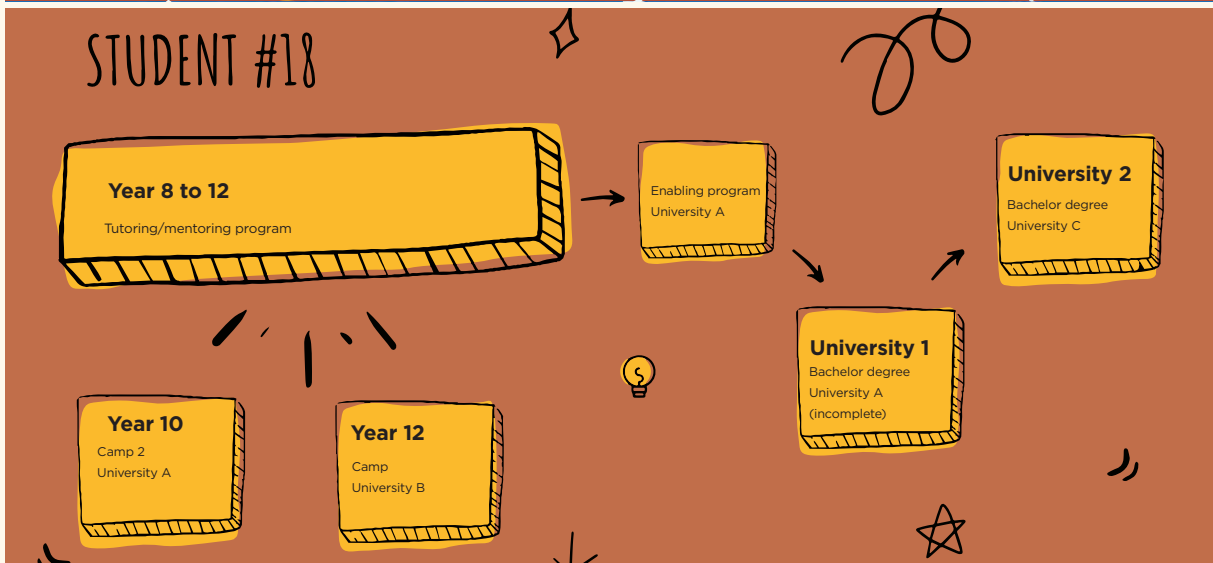 STUDENT #18
Year 8 to 12
Tutoring/mentoring program
Enabling program
University A
University 1
Bachelor degree
University A
(incomplete)
University 2
Bachelor degree
University C
Year 10
Camp 2
University A
Year 12
Camp
University B